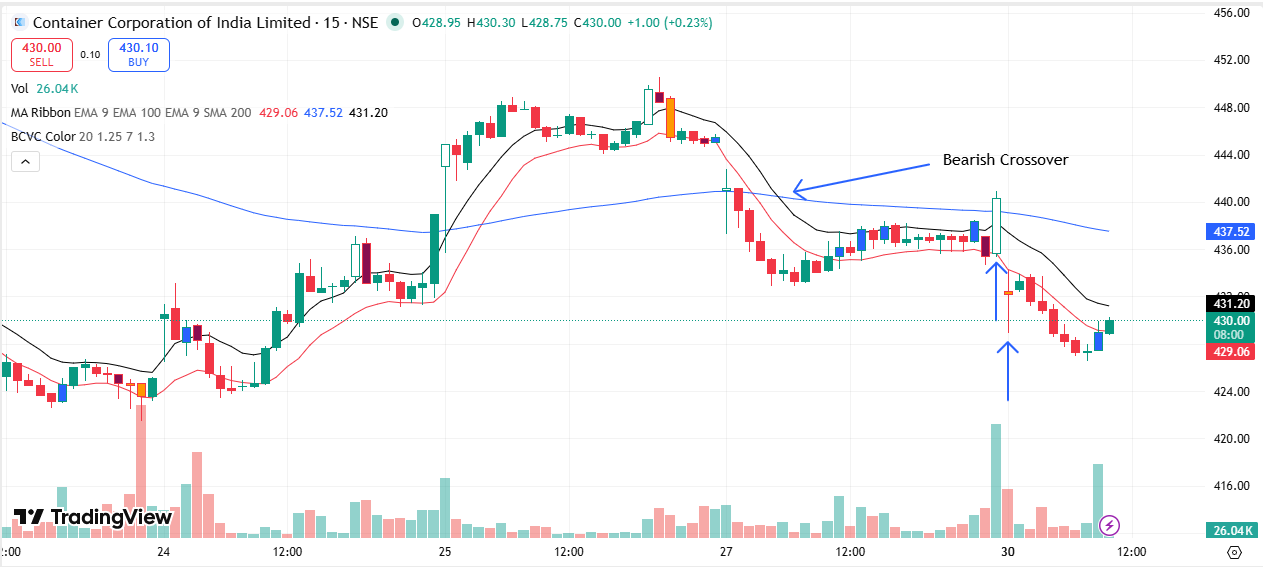 Container Corporation of India Limited · 15 · NSE O428.95 H430.30 L428.75 C430.00 +1.00 (+0.23%)
430.00 SELL 0.10 430.10 BUY
Vol 26.04 K
MA Ribbon EMA 9 EMA 100 EMA 9 SMA 200 429.06 437.52 431.20
BCVC Color 20 1.25 7 1.3
Bearish Crossover
456.00
452.00
448.00
444.00
440.00
437.52
436.00
431.20
430.00
08:00
429.06
424.00
420.00
416.00
26.04 K
TradingView
24 12:00 25 12:00 27 12:00 30 12:00